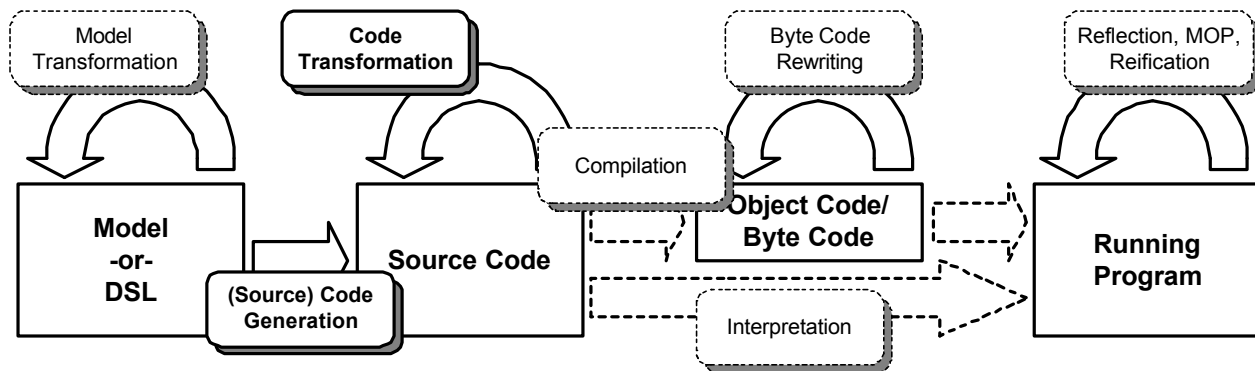 Model
Transformation
Code
Transformation
Byte Code
Rewriting
Reflection, MOP,
Reification
Compilation
Model
-or-
DSL
(Source) Code
Generation
Source Code
Object Code/
Byte Code
Interpretation
Running
Program